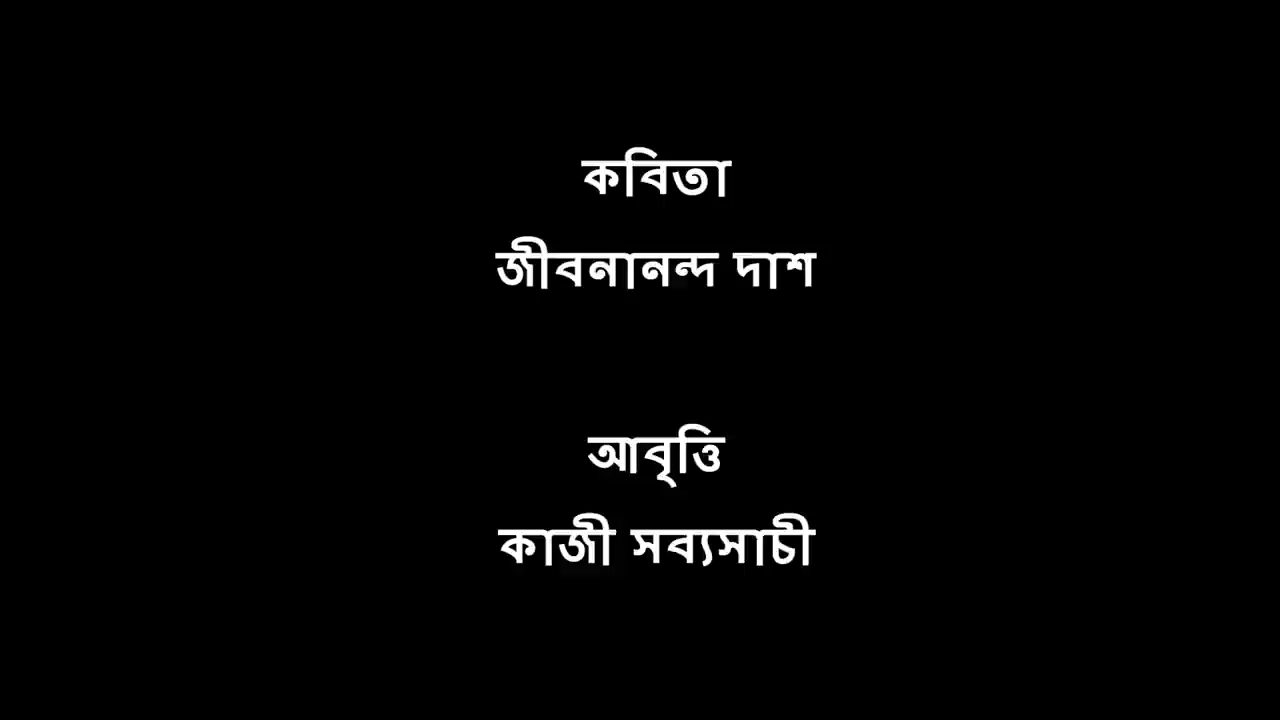 কবিতা
জীবনানন্দ দাশ
আবৃত্তি
কাজী সব্যসাচী